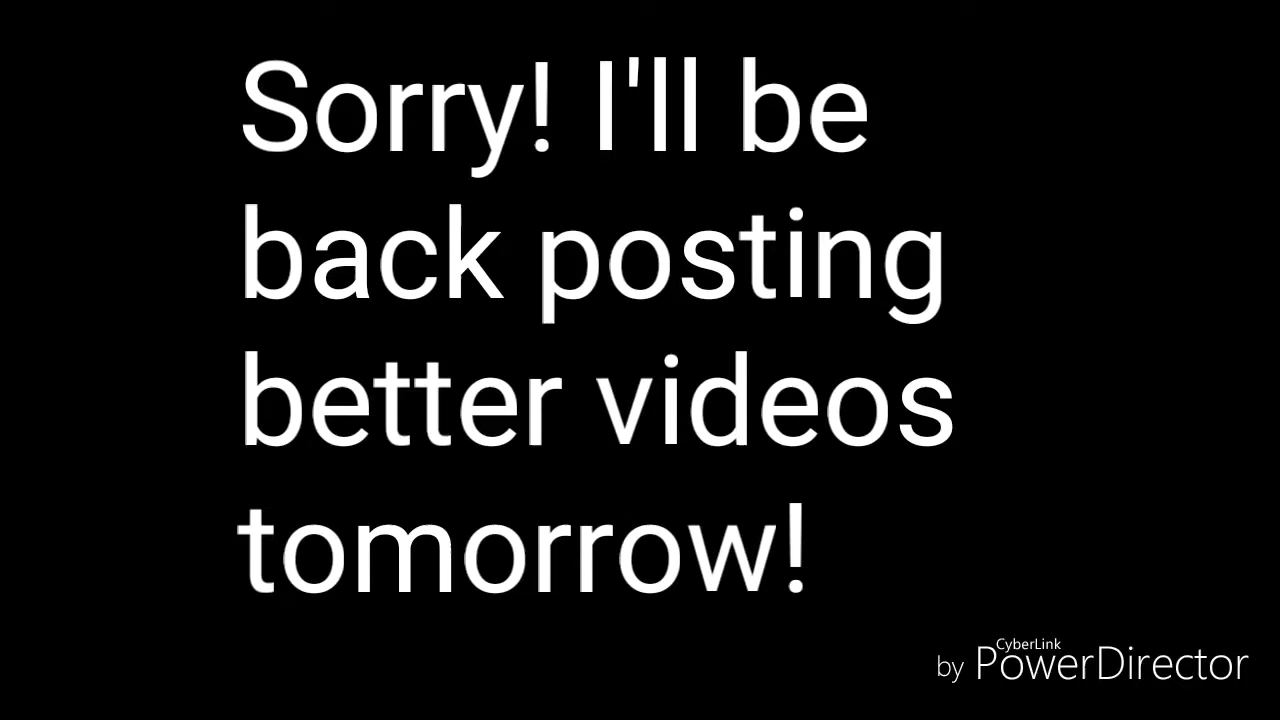 Sorry! I'll be
back posting
better videos
tomorrow!
CyberLink
by PowerDirector